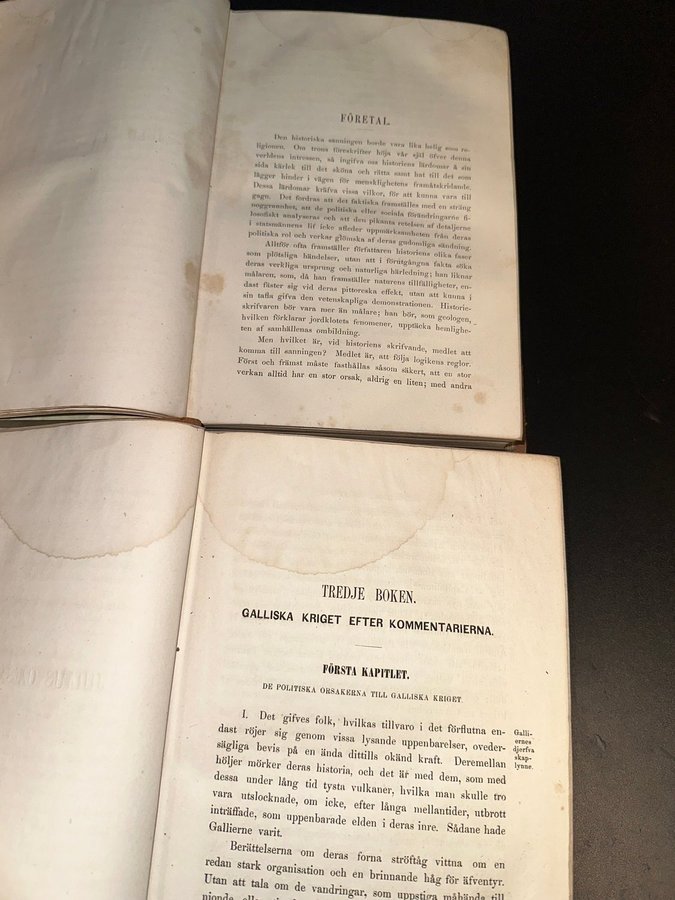 FÖRETAL.
Den historiska sanningen borde vara lika helig som re-
ligionen. Om trons föreskrifter höja vår själ öfver denna
verldens intressen, så ingifva oss historiens lärdomar å sin
sida kärlek till det sköna och rätta samt hat till det som
lägger hinder i vägen för mensklighetens framåtskridande.
Dessa lärdomar kräfva vissa vilkor, för att kunna vara till
gagn. Det fordras att det faktiska framställes med en sträng
noggrannhet, att de politiska eller sociala förändringarne fi-
losofiskt analyseras och att den pikanta retelsen af detaljerne
i statsmännens lif icke afleder uppmärksamheten från deras
politiska rol och verkar glömska af deras gudomliga sändning.
Alltför ofta framställer författaren historiens olika faser
som plötsliga händelser, utan att i förutgångna fakta söka
deras verkliga ursprung och naturliga härledning; han liknar
målaren, som, då han framställer naturens tillfälligheter, en-
dast fäster sig vid deras pittoreska effekt, utan att kunna i
sin tafla gifva den vetenskapliga demonstrationen. Historie-
skrifvaren bör vara mer än målare; han bör, som geologen,
hvilken förklarar jordklotets fenomener, upptäcka hemlighe-
ten af samhällenas ombildning.
Men hvilket är, vid historiens skrifvande, medlet att
komma till sanningen? Medlet är, att följa logikens reglor.
Först och främst måste fasthållas såsom säkert, att en stor
verkan alltid har en stor orsak, aldrig en liten; med andra
TREDJE BOKEN.
GALLISKA KRIGET EFTER KOMMENTARIERNA.
FÖRSTA KAPITLET.
DE POLITISKA ORSAKERNA TILL GALLISKA KRIGET
I. Det gifves folk, hvilkas tillvaro i det förflutna en-
dast röjer sig genom vissa lysande uppenbarelser, oveder-
sägliga bevis på en ända dittills okänd kraft. Deremellan
höljer mörker deras historia, och det är med dem, som med
dessa under lång tid tysta vulkaner, hvilka man skulle tro
vara utslocknade, om icke, efter långa mellantider, utbrott
inträffade, som uppenbarade elden i deras inre. Sådane hade
Gallierne varit.
Galli-
ernes
djerfva
skap-
lynne.
Berättelserna om deras forna ströftåg vittna om en
redan stark organisation och en brinnande håg för äfventyr.
Utan att tala om de vandringar, som uppstiga måhända till